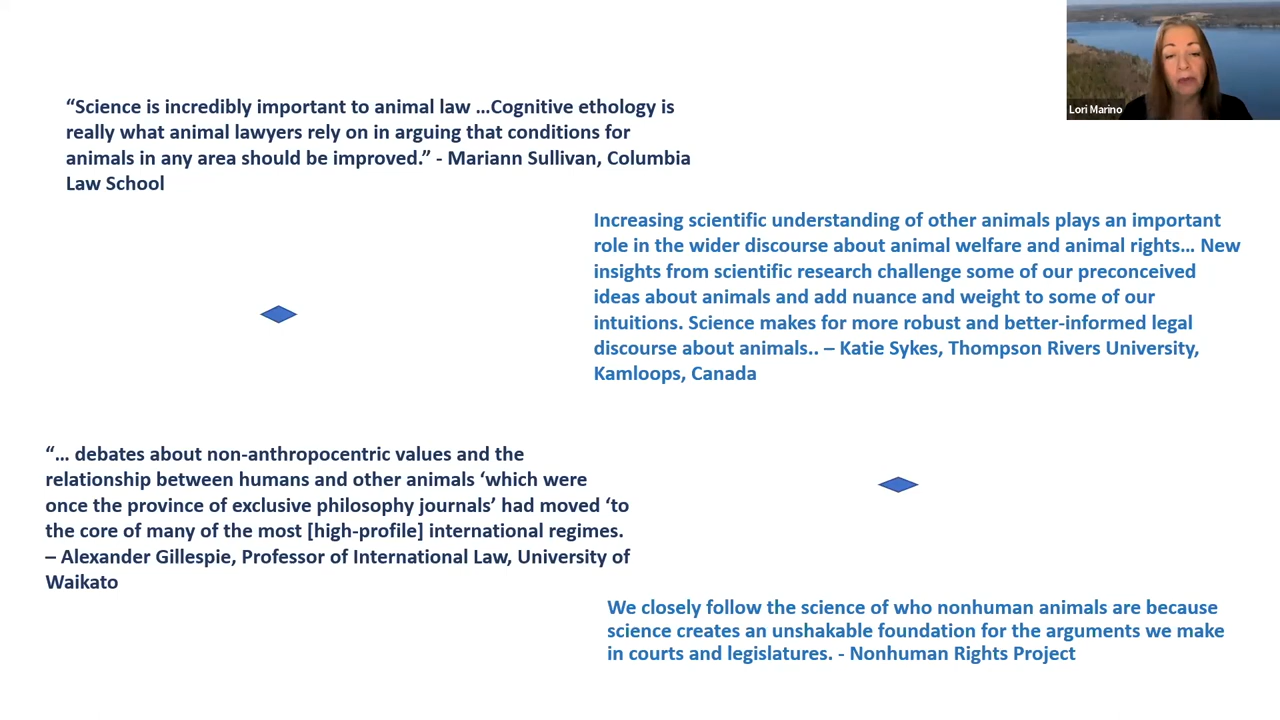 “Science is incredibly important to animal law …Cognitive ethology is
really what animal lawyers rely on in arguing that conditions for
animals in any area should be improved.” - Mariann Sullivan, Columbia
Law School
Lori Marino
Increasing scientific understanding of other animals plays an important
role in the wider discourse about animal welfare and animal rights… New
insights from scientific research challenge some of our preconceived
ideas about animals and add nuance and weight to some of our
intuitions. Science makes for more robust and better-informed legal
discourse about animals.. – Katie Sykes, Thompson Rivers University,
Kamloops, Canada
“… debates about non-anthropocentric values and the
relationship between humans and other animals ‘which were
once the province of exclusive philosophy journals’ had moved ‘to
the core of many of the most [high-profile] international regimes.
– Alexander Gillespie, Professor of International Law, University of
Waikato
We closely follow the science of who nonhuman animals are because
science creates an unshakable foundation for the arguments we make
in courts and legislatures. - Nonhuman Rights Project